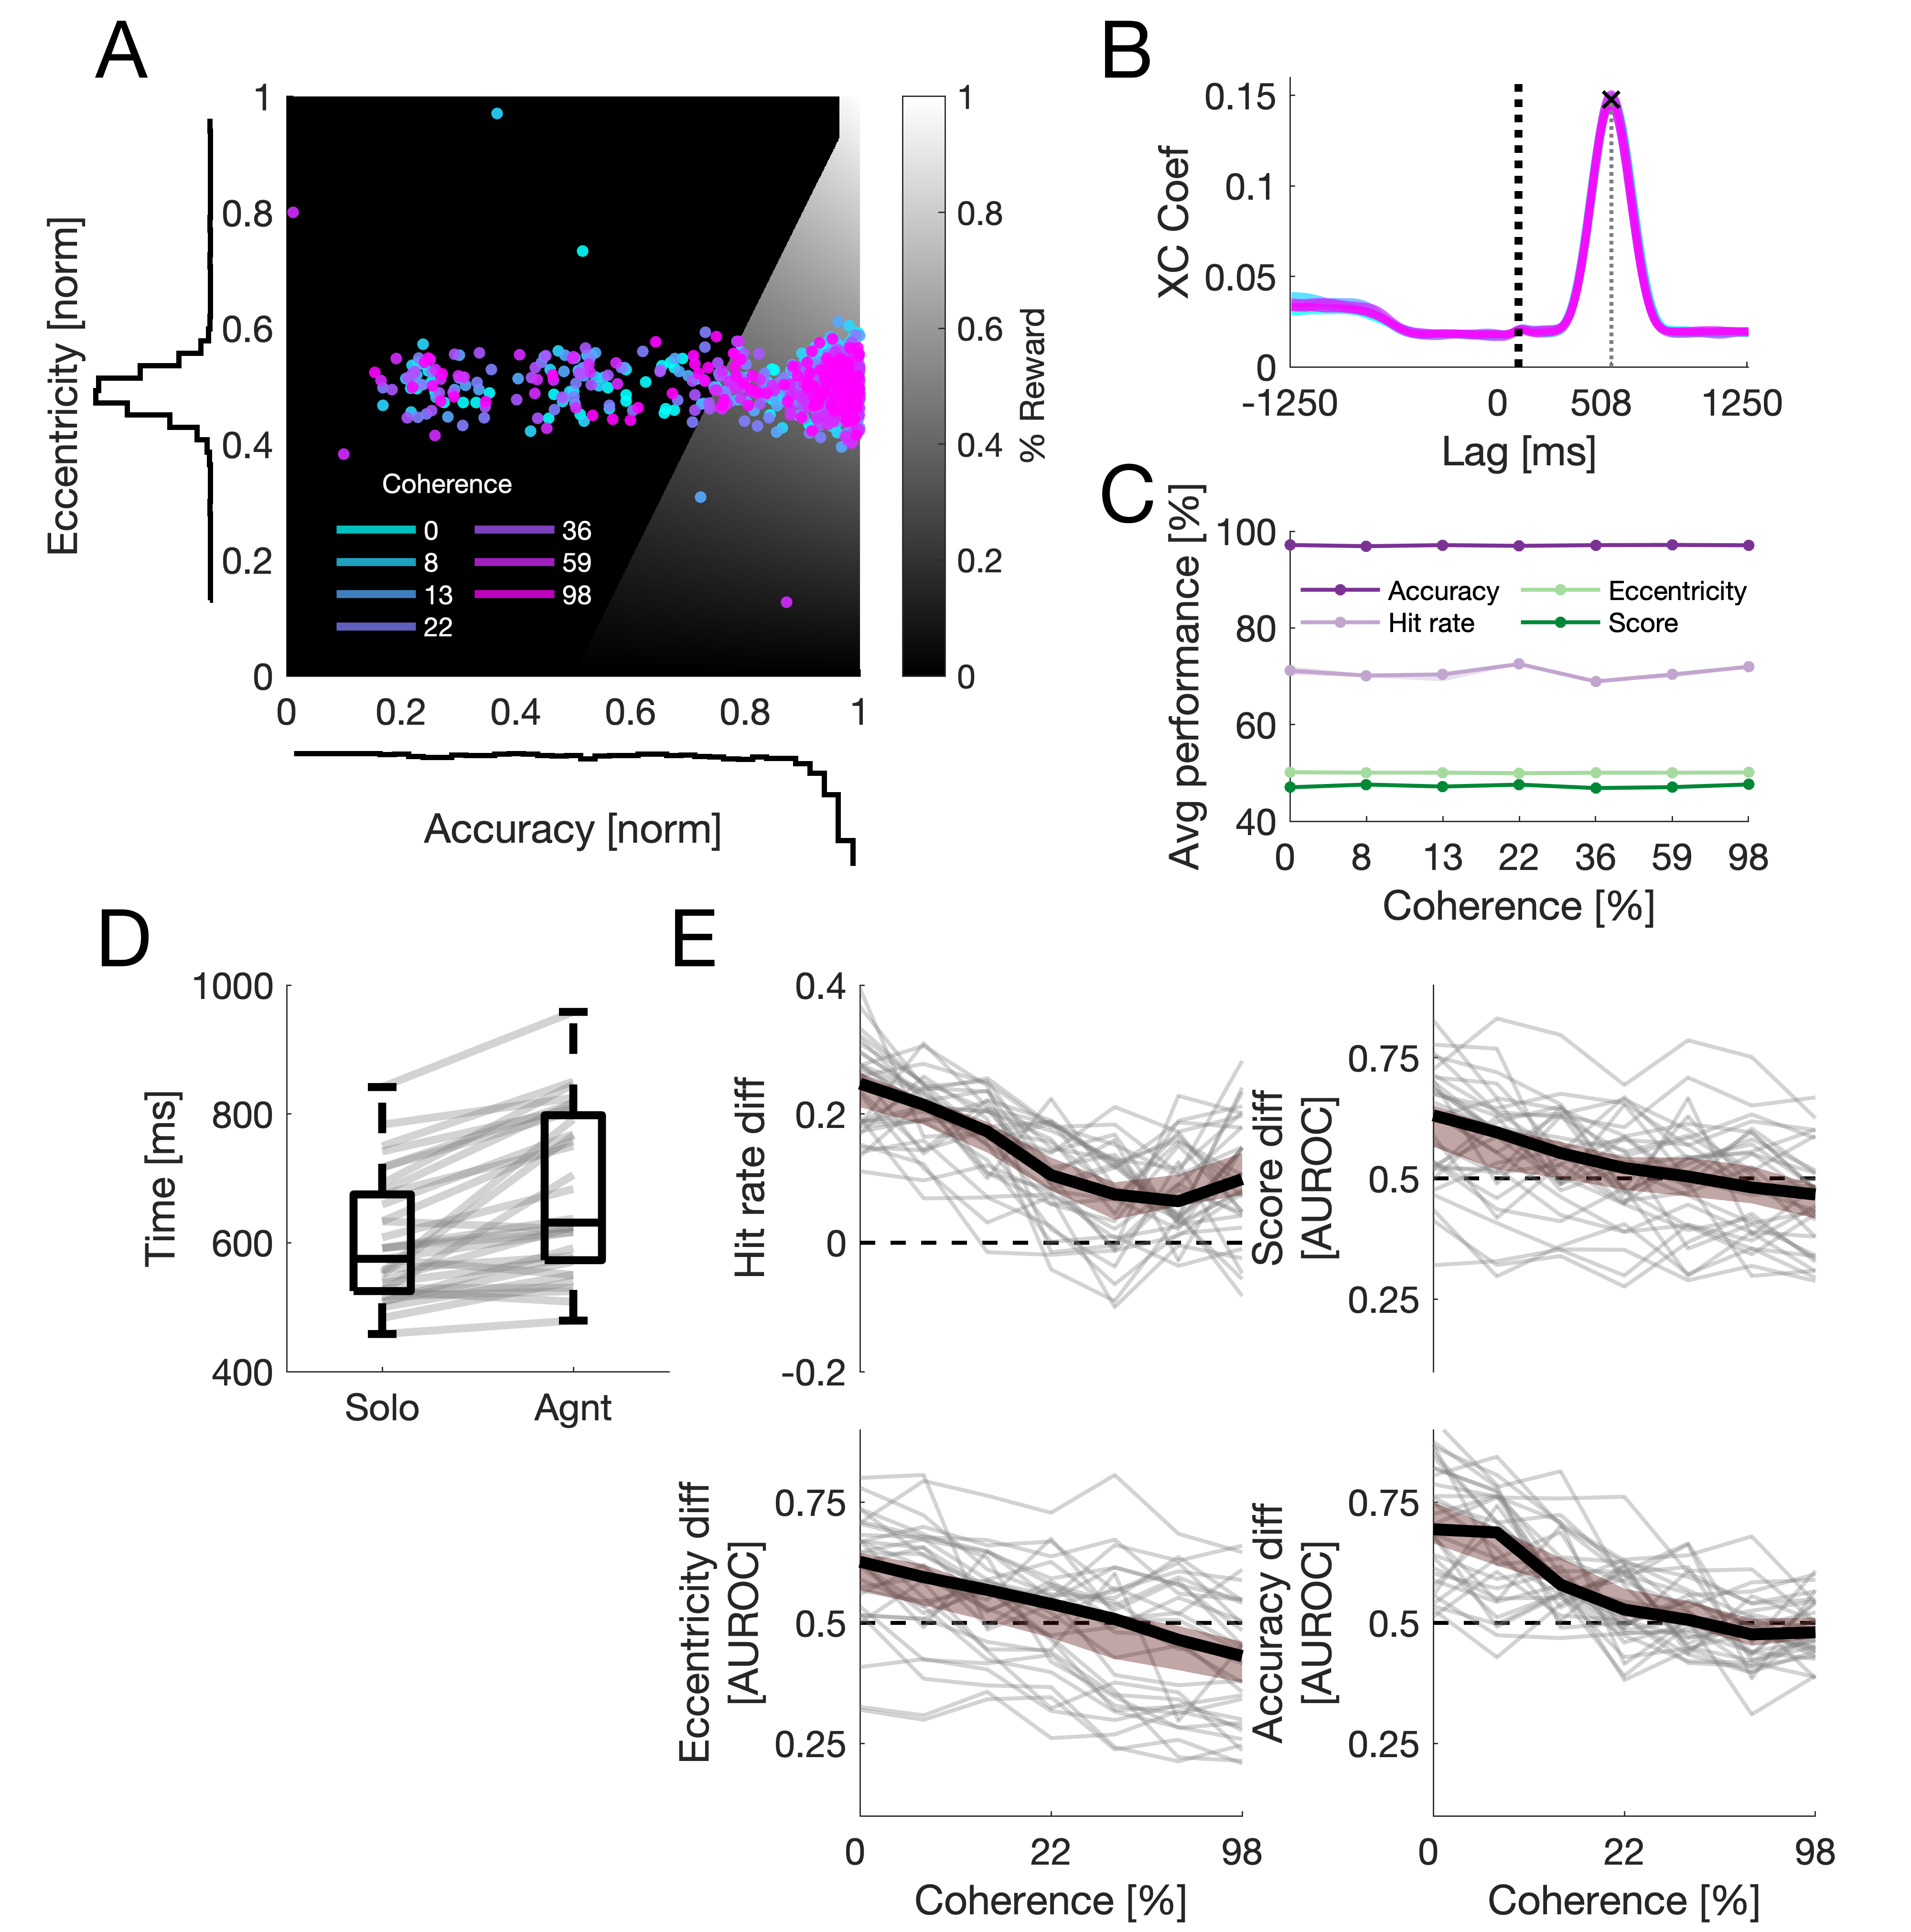 A
Eccentricity [norm]
1
0.8
0.6
0.4
0.2
0
0
0.2
0.4
0.6
0.8
1
Accuracy [norm]
Coherence
0
36
8
59
13
98
22
1
0.8
0.6
0.4
0.2
0
% Reward
B
XC Coef
0.15
0.1
0.05
0
-1250
0
508
1250
Lag [ms]
C
Avg performance [%]
100
80
60
40
Accuracy
Eccentricity
Hit rate
Score
0
8
13
22
36
59
98
Coherence [%]
D
Time [ms]
1000
800
600
400
Solo
Agnt
E
Hit rate diff
0.4
0.2
0
-0.2
Score diff
[AUROC]
0.75
0.5
0.25
Eccentricity diff
[AUROC]
0.75
0.5
0.25
0
22
98
Coherence [%]
Accuracy diff
[AUROC]
0.75
0.5
0.25
0
22
98
Coherence [%]